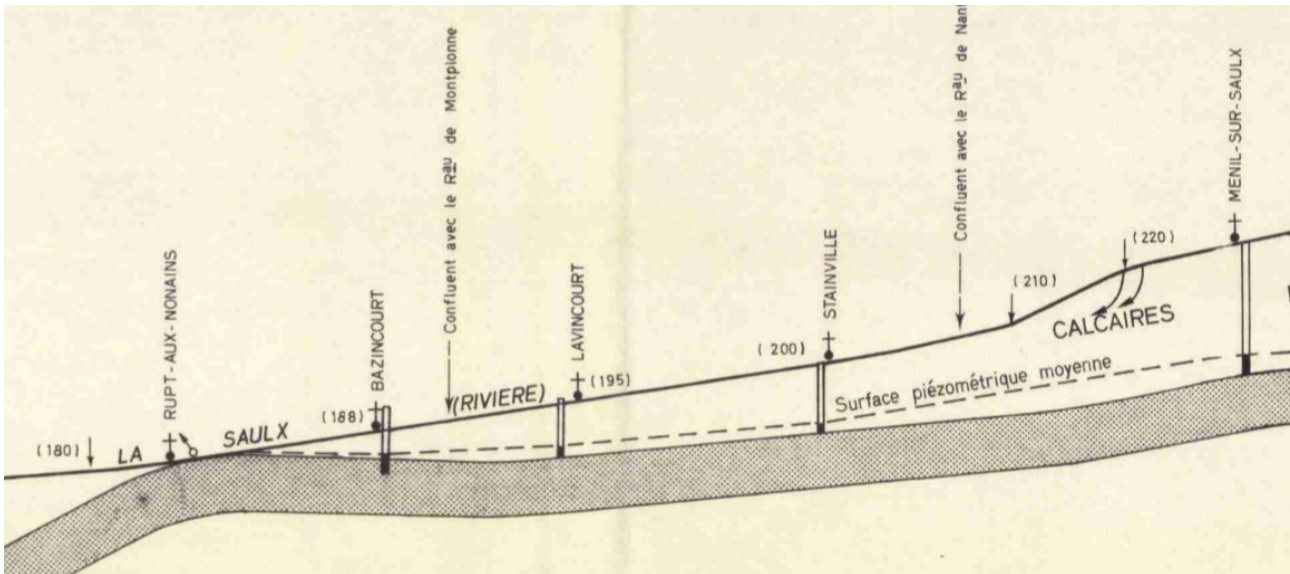 RUPT-AUX-NONAINS
BAZINCOURT
Confluent avec le Rau de Montpionne
LAVINCOURT
STAINVILLE
Confluent avec le Rau de Nan
MENIL-SUR-SAULX
(180)
(188)
(195)
(200)
(210)
(220)
LA SAULX (RIVIERE)
CALCAIRES
Surface piézométrique moyenne